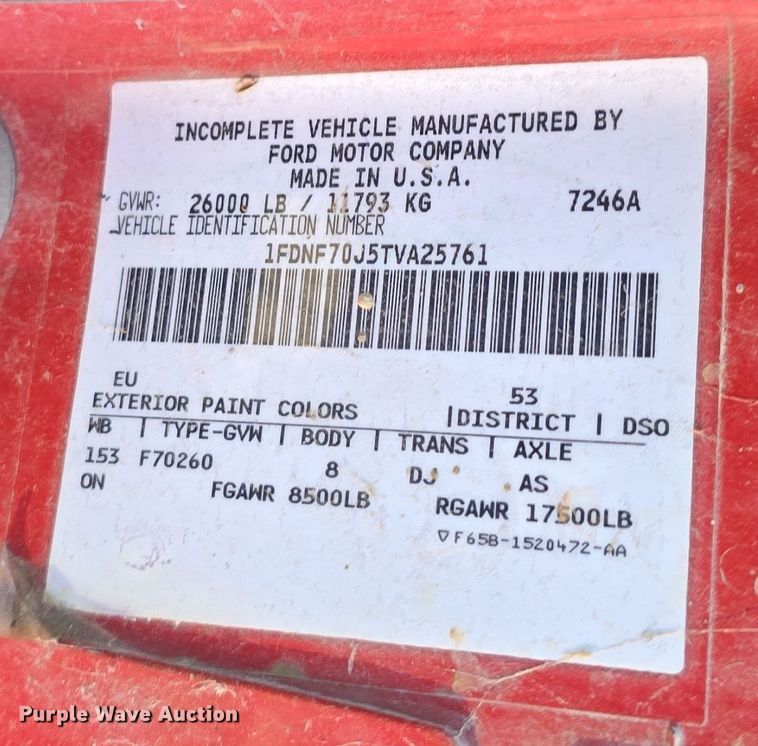 INCOMPLETE VEHICLE MANUFACTURED BY
FORD MOTOR COMPANY
MADE IN U.S.A.
GVWR: 26000 LB / 11793 KG 7246A
VEHICLE IDENTIFICATION NUMBER
1FDNF70J5TVA25761
EU 53
EXTERIOR PAINT COLORS |DISTRICT | DSO
WB | TYPE-GVW | BODY | TRANS | AXLE
153 F70260 8 DJ AS
ON FGAWR 8500LB RGAWR 17500LB
▽F65B-1520472-AA
Purple Wave Auction